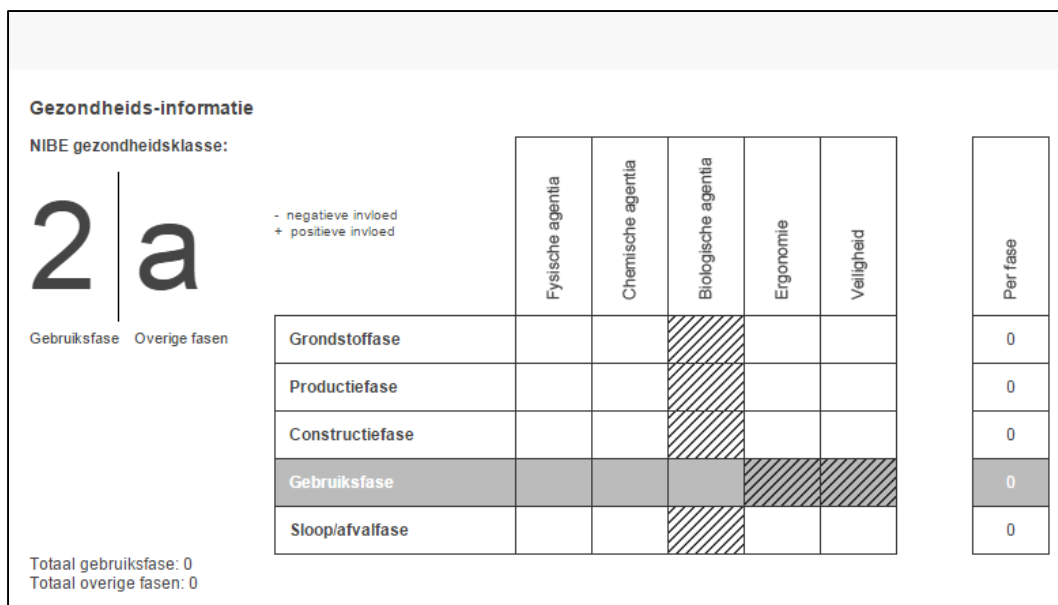 Gezondheids-informatie
NIBE gezondheidsklasse:
2 a
Gebruiksfase Overige fasen
- negatieve invloed
+ positieve invloed
Fysische agentia
Chemische agentia
Biologische agentia
Ergonomie
Veiligheid
Per fase
Grondstoffase 0
Productiefase 0
Constructiefase 0
Gebruiksfase 0
Sloop/afvalfase 0
Totaal gebruiksfase: 0
Totaal overige fasen: 0